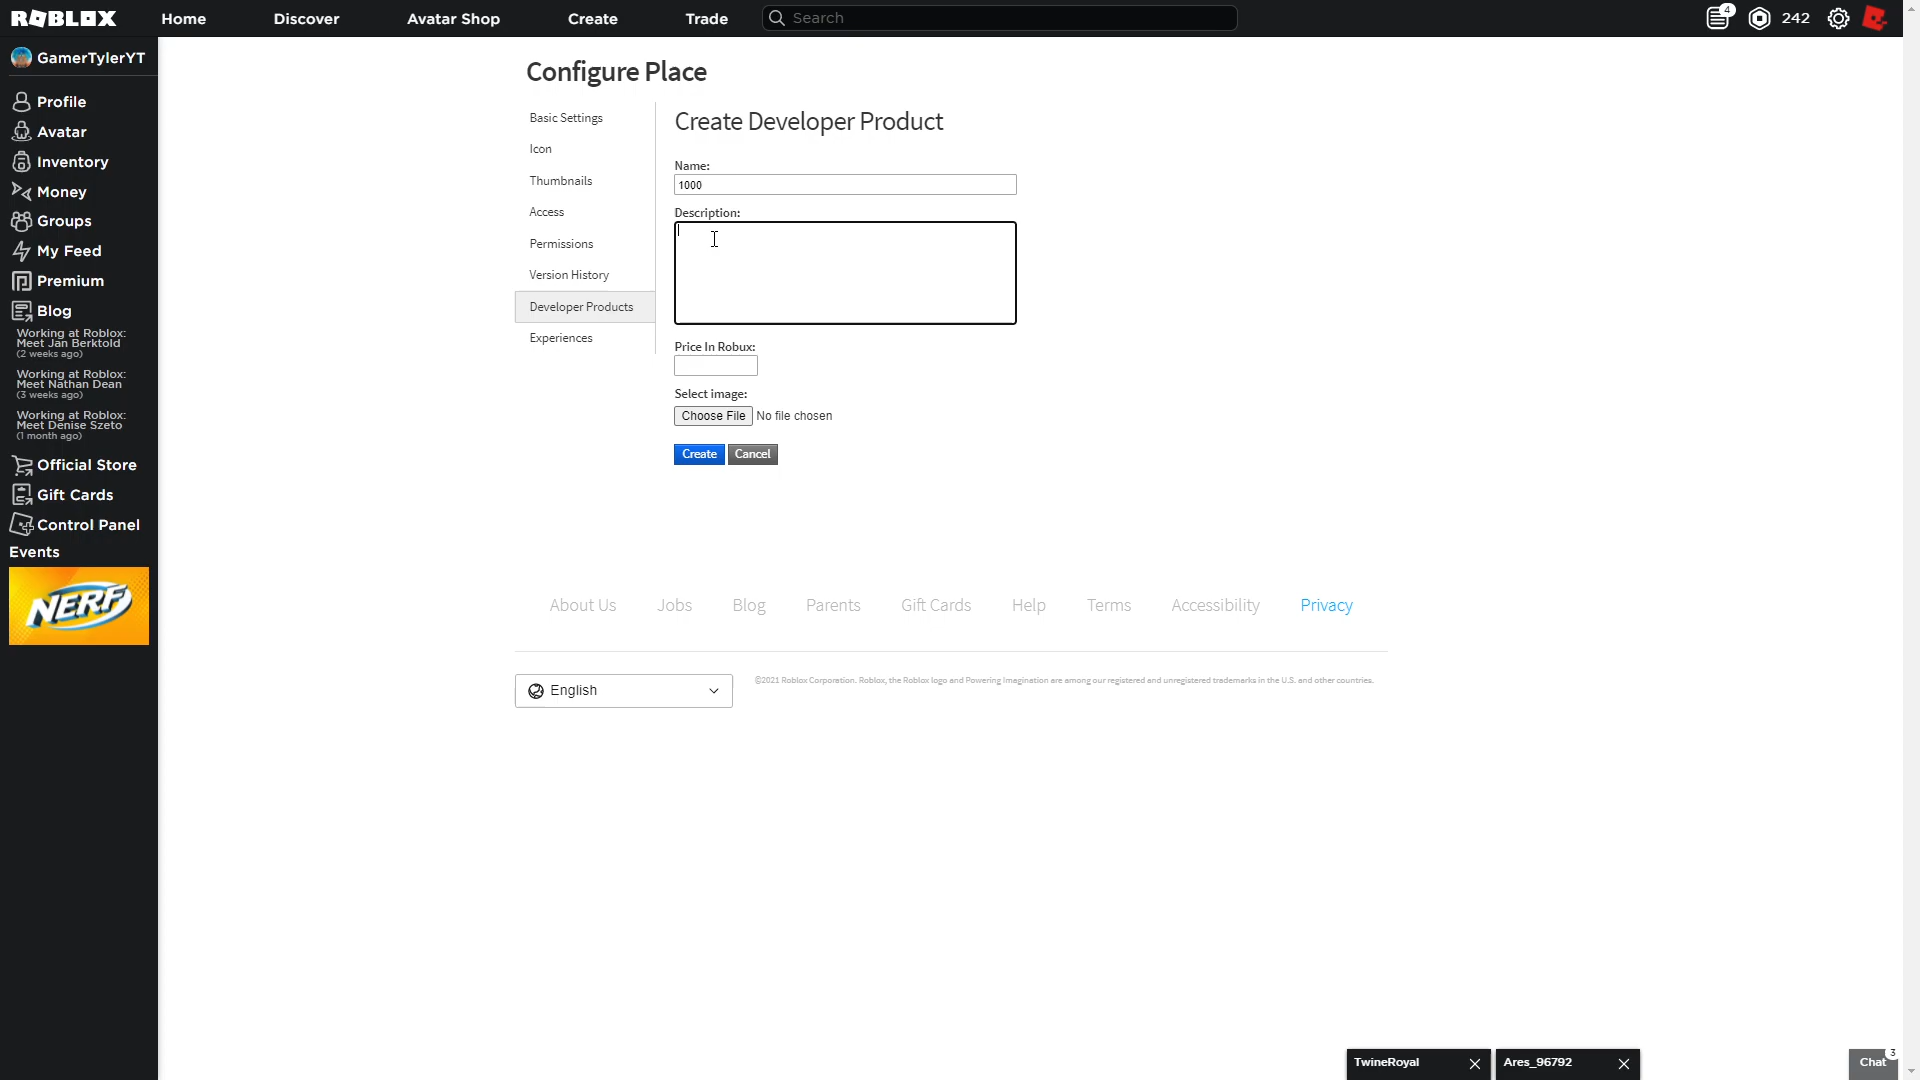 ROBLOX
Home
Discover
Avatar Shop
Create
Trade
Search
4
242
GamerTylerYT
Profile
Avatar
Inventory
Money
Groups
My Feed
Premium
Blog
Working at Roblox:
Meet Jan Berktold
(2 weeks ago)
Working at Roblox:
Meet Nathan Dean
(3 weeks ago)
Working at Roblox:
Meet Denise Szeto
(1 month ago)
Official Store
Gift Cards
Control Panel
Events
NERF
Configure Place
Basic Settings
Icon
Thumbnails
Access
Permissions
Version History
Developer Products
Experiences
Create Developer Product
Name:
1000
Description:
Price In Robux:
Select image:
Choose File No file chosen
Create Cancel
About Us
Jobs
Blog
Parents
Gift Cards
Help
Terms
Accessibility
Privacy
English
©2021 Roblox Corporation. Roblox, the Roblox logo and Powering Imagination are among our registered and unregistered trademarks in the U.S. and other countries.
TwineRoyal
Ares_96792
Chat
3